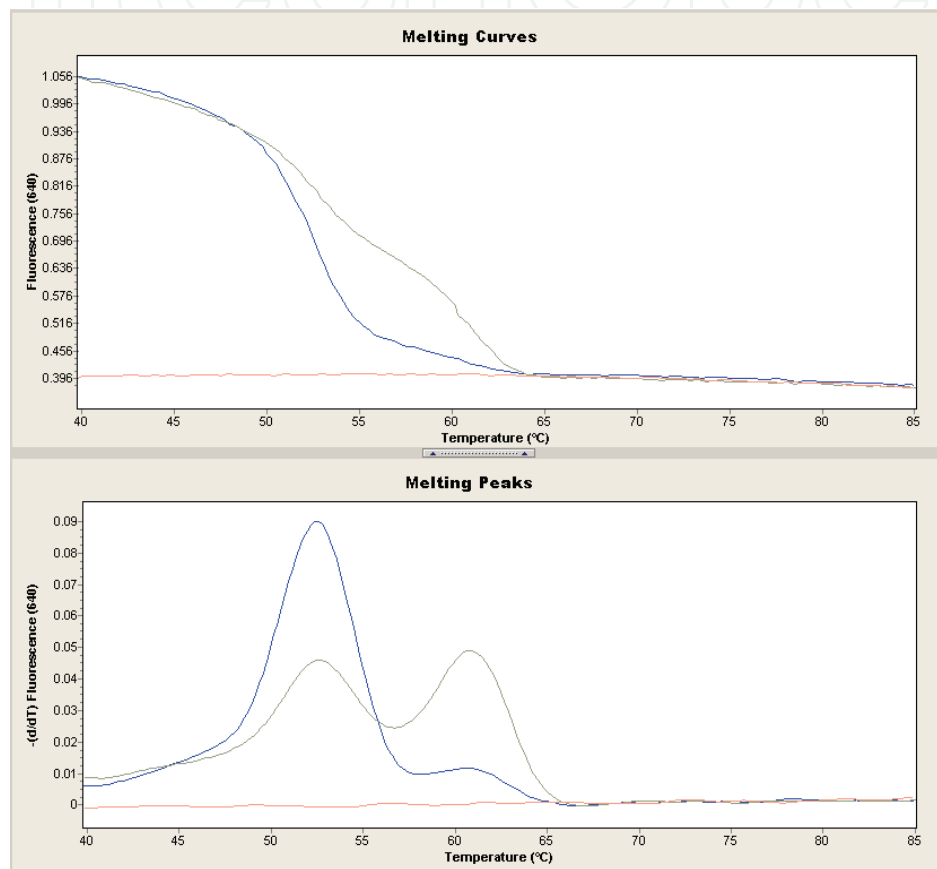 Melting Curves
Fluorescence (640)
1.056
0.996
0.936
0.876
0.816
0.756
0.696
0.636
0.576
0.516
0.456
0.396
40 45 50 55 60 65 70 75 80 85
Temperature (°C)
Melting Peaks
-(d/dT) Fluorescence (640)
0.09
0.08
0.07
0.06
0.05
0.04
0.03
0.02
0.01
0
40 45 50 55 60 65 70 75 80 85
Temperature (°C)